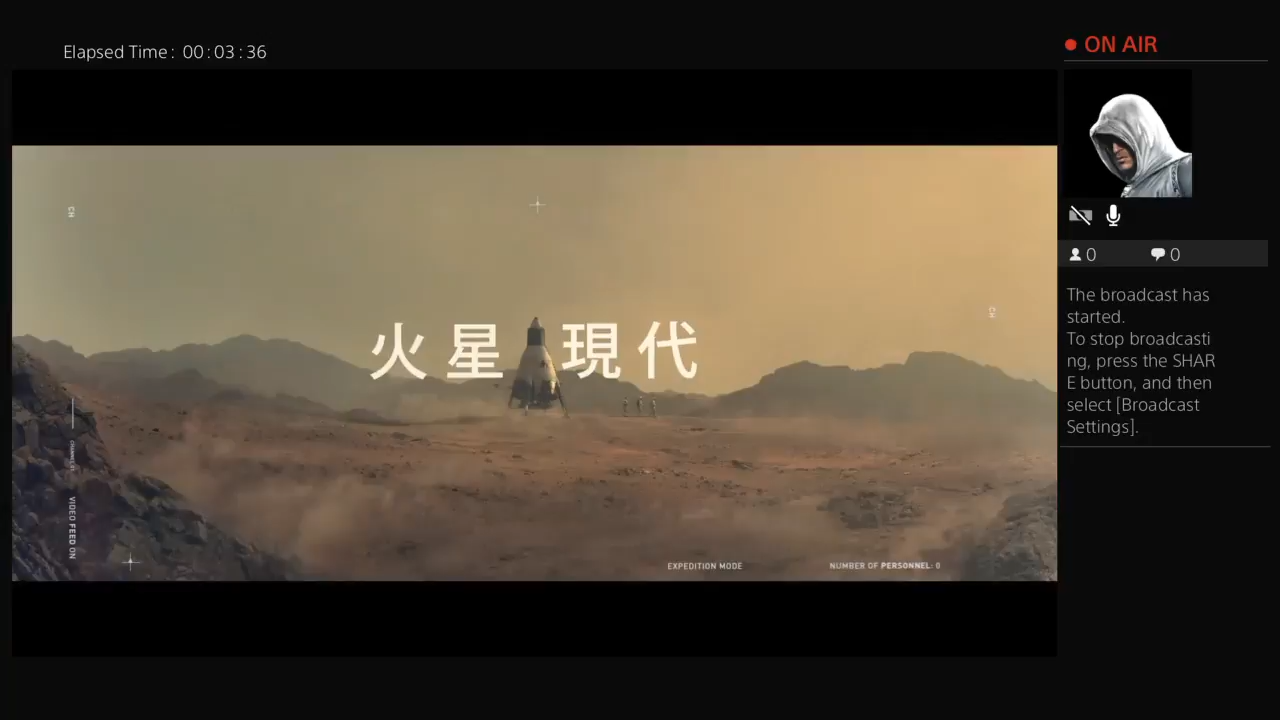 Elapsed Time: 00:03:36
ON AIR
0 0
The broadcast has
started.
To stop broadcasti
ng, press the SHAR
E button, and then
select [Broadcast
Settings].
CH
CH
火星 現代
VIDEO FEED ON
EXPEDITION MODE
NUMBER OF PERSONNEL: 0